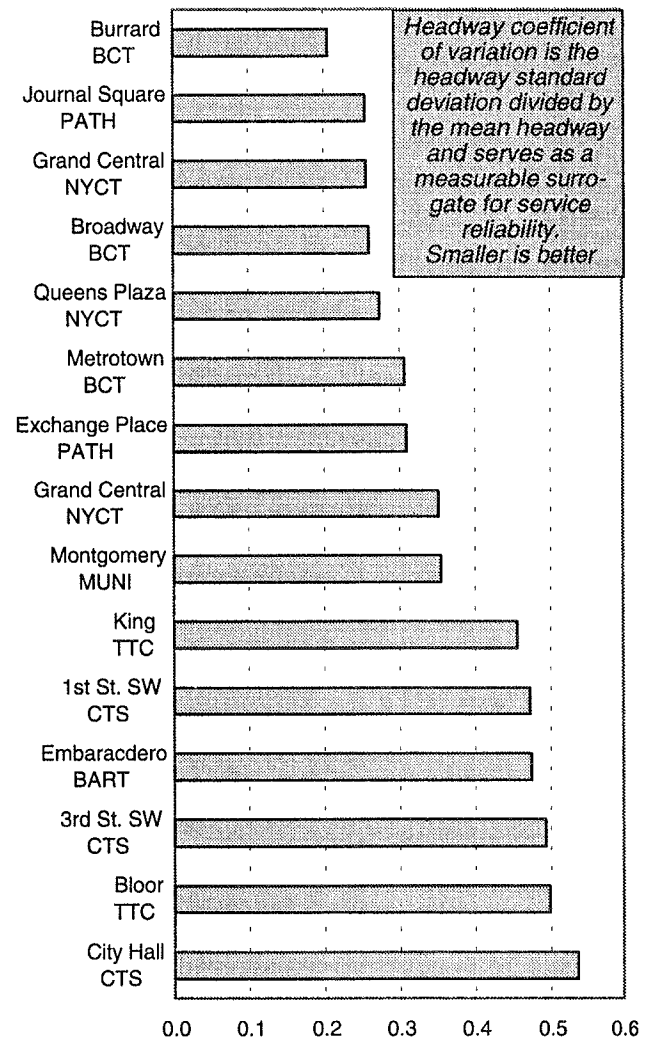 Burrard
BCT
Headway coefficient
of variation is the
headway standard
deviation divided by
the mean headway
and serves as a
measurable surro-
gate for service
reliability.
Smaller is better
Journal Square
PATH
Grand Central
NYCT
Broadway
BCT
Queens Plaza
NYCT
Metrotown
BCT
Exchange Place
PATH
Grand Central
NYCT
Montgomery
MUNI
King
TTC
1st St. SW
CTS
Embaracdero
BART
3rd St. SW
CTS
Bloor
TTC
City Hall
CTS
0.0 0.1 0.2 0.3 0.4 0.5 0.6